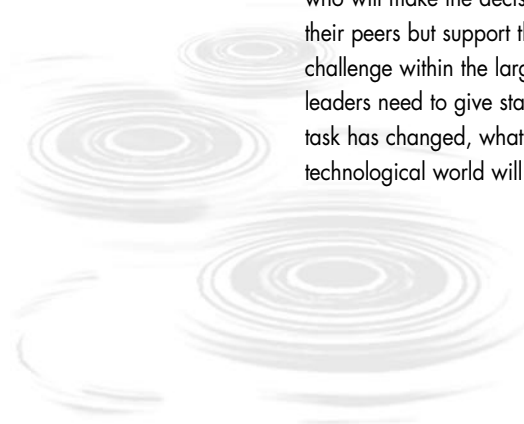 who will make the decis
their peers but support t
challenge within the larg
leaders need to give sta
task has changed, what
technological world will